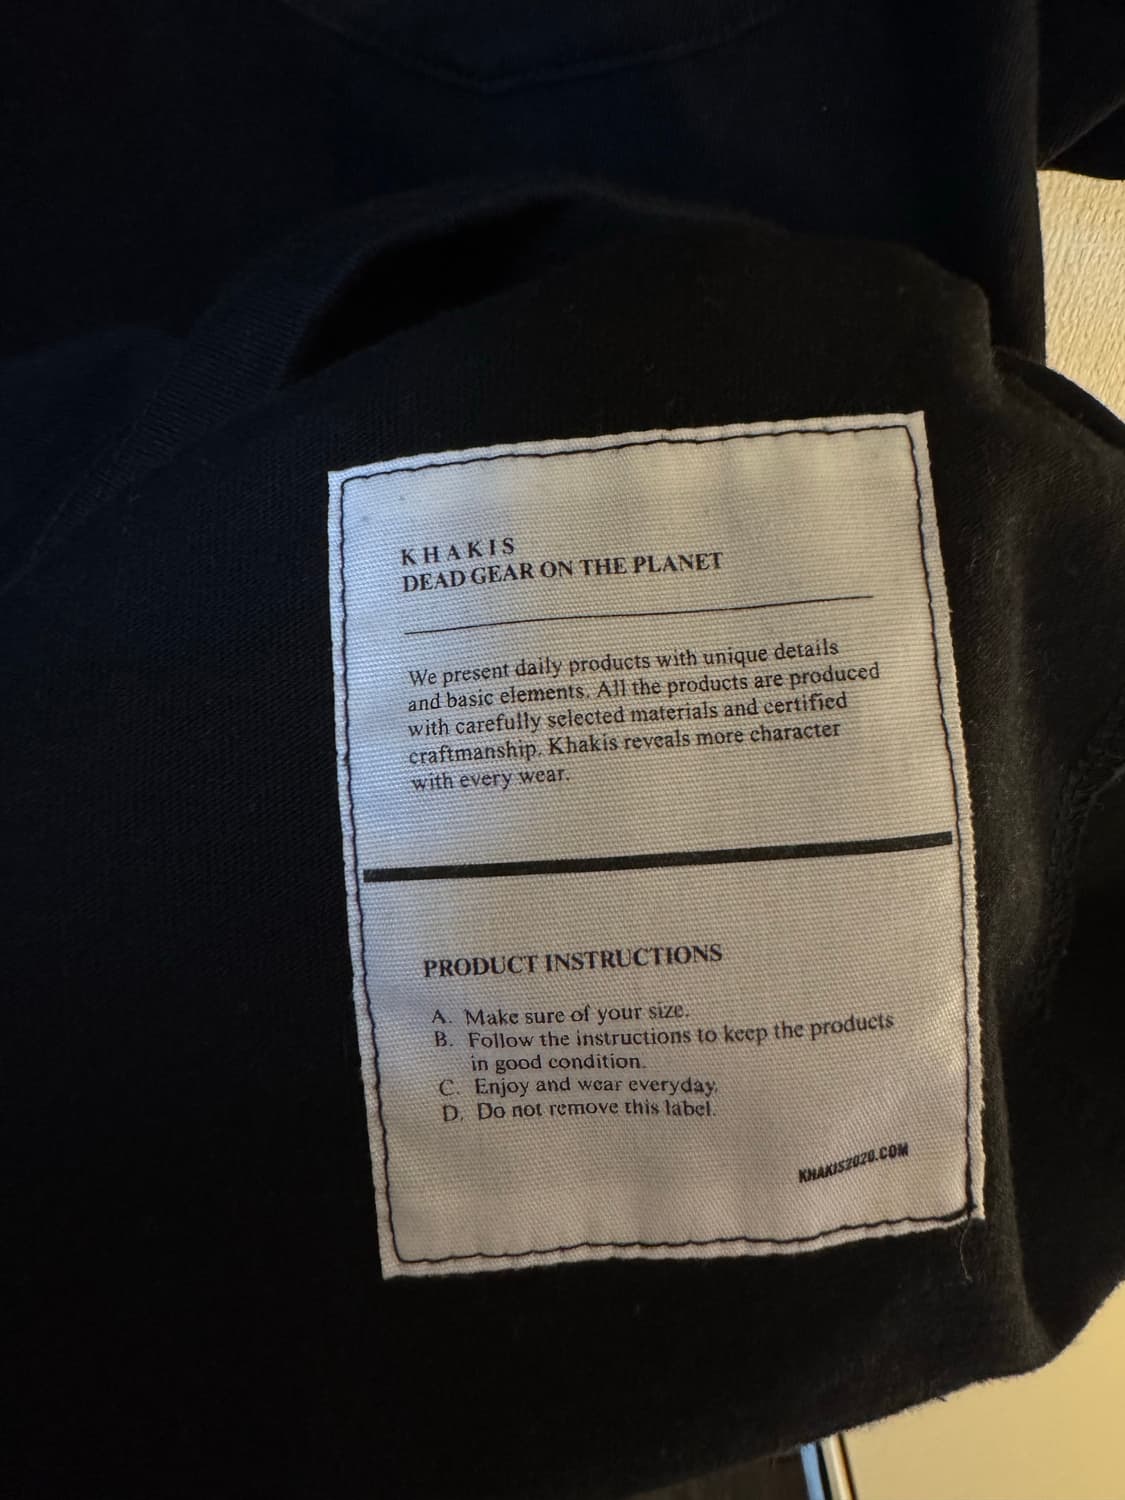 KHAKIS
DEAD GEAR ON THE PLANET
We present daily products with unique details
and basic elements. All the products are produced
with carefully selected materials and certified
craftmanship. Khakis reveals more character
with every wear.
PRODUCT INSTRUCTIONS
A. Make sure of your size.
B. Follow the instructions to keep the products
in good condition.
C. Enjoy and wear everyday.
D. Do not remove this label.
KHAKIS2020.COM